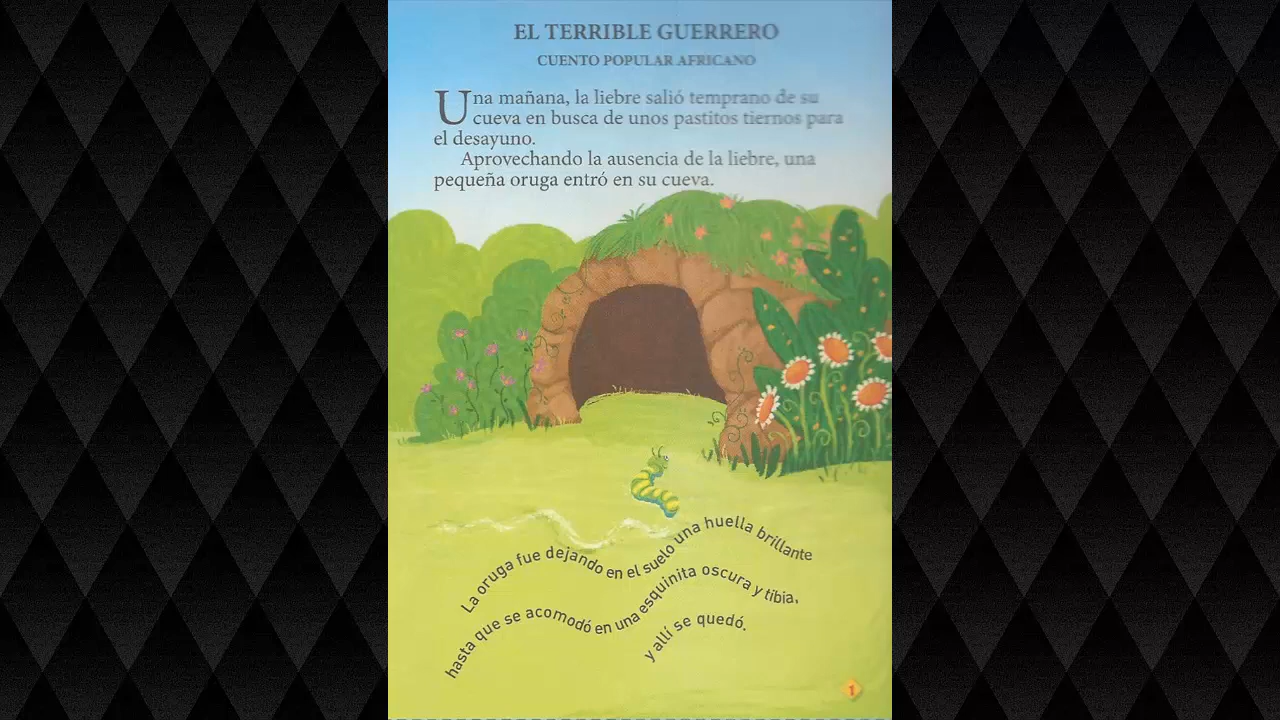 EL TERRIBLE GUERRERO
CUENTO POPULAR AFRICANO
Una mañana, la liebre salió temprano de su
cueva en busca de unos pastitos tiernos para
el desayuno.
Aprovechando la ausencia de la liebre, una
pequeña oruga entró en su cueva.
La oruga fue dejando en el suelo una huella brillante
hasta que se acomodó en una esquinita oscura y tibia,
y allí se quedó.
1